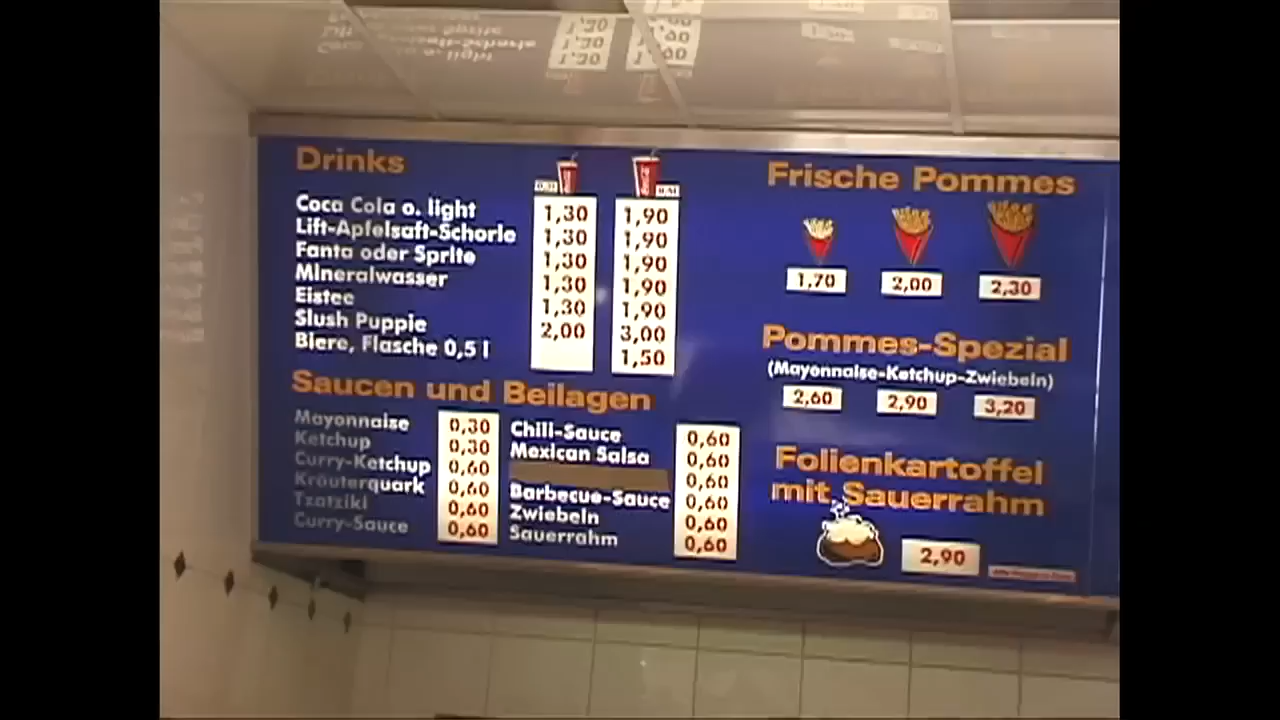 Drinks
Coca Cola o. light 1,30 1,90
Lift-Apfelsaft-Schorle 1,30 1,90
Fanta oder Sprite 1,30 1,90
Mineralwasser 1,30 1,90
Eistee 1,30 1,90
Slush Puppie 2,00 3,00
Biere, Flasche 0,5 l 1,50
Saucen und Beilagen
Mayonnaise 0,30
Ketchup 0,30
Curry-Ketchup 0,60
Kräuterquark 0,60
Tzatziki 0,60
Curry-Sauce 0,60
Chili-Sauce 0,60
Mexican Salsa 0,60
0,60
Barbecue-Sauce 0,60
Zwiebeln 0,60
Sauerrahm 0,60
Frische Pommes
1,70 2,00 2,30
Pommes-Spezial
(Mayonnaise-Ketchup-Zwiebeln)
2,60 2,90 3,20
Folienkartoffel
mit Sauerrahm
2,90